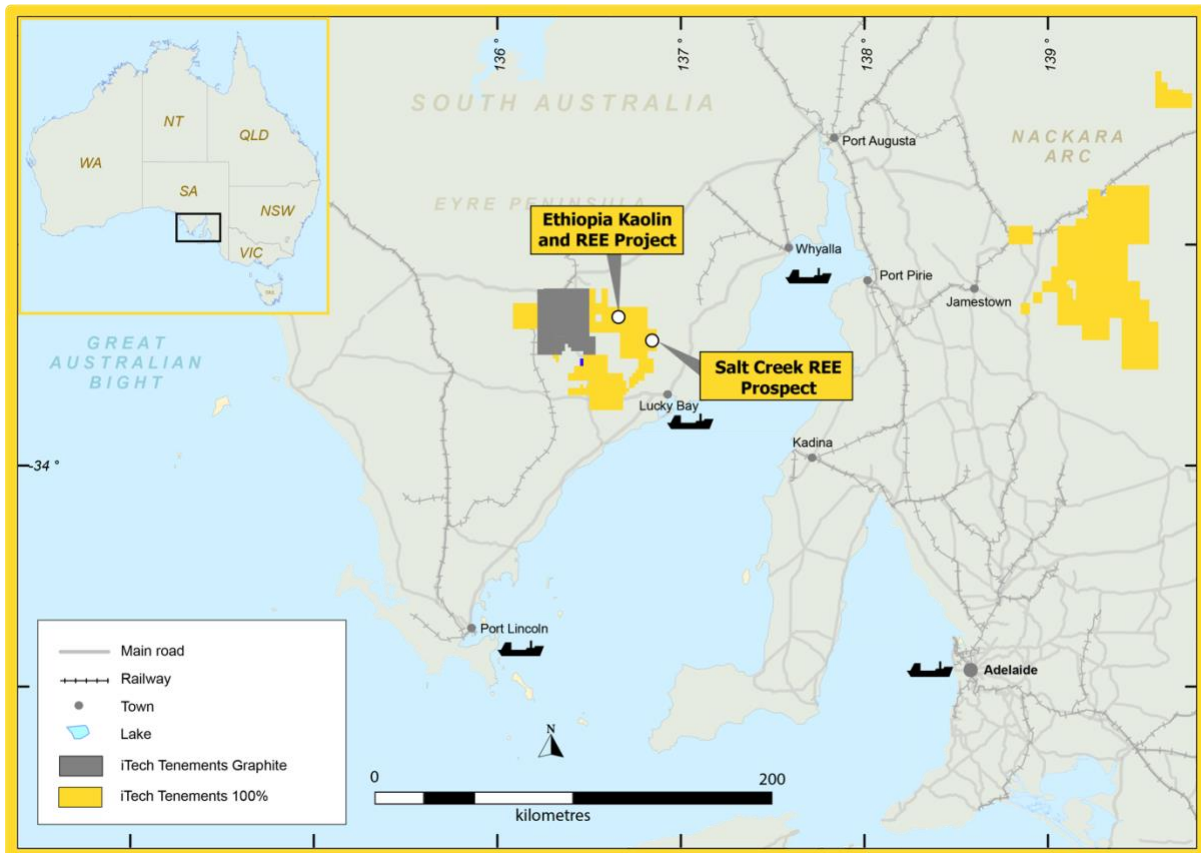 136 °
137 °
138 °
139 °
NT
QLD
WA
SA
NSW
VIC
SOUTH AUSTRALIA
NACKARA
ARC
Port Augusta
EYRE PENINSULA
Ethiopia Kaolin
and REE Project
Whyalla
Port Pirie
Jamestown
GREAT
AUSTRALIAN
BIGHT
Salt Creek REE
Prospect
Lucky Bay
Kadina
-34 °
Port Lincoln
Adelaide
Main road
Railway
Town
Lake
iTech Tenements Graphite
iTech Tenements 100%
N
0
200
kilometres